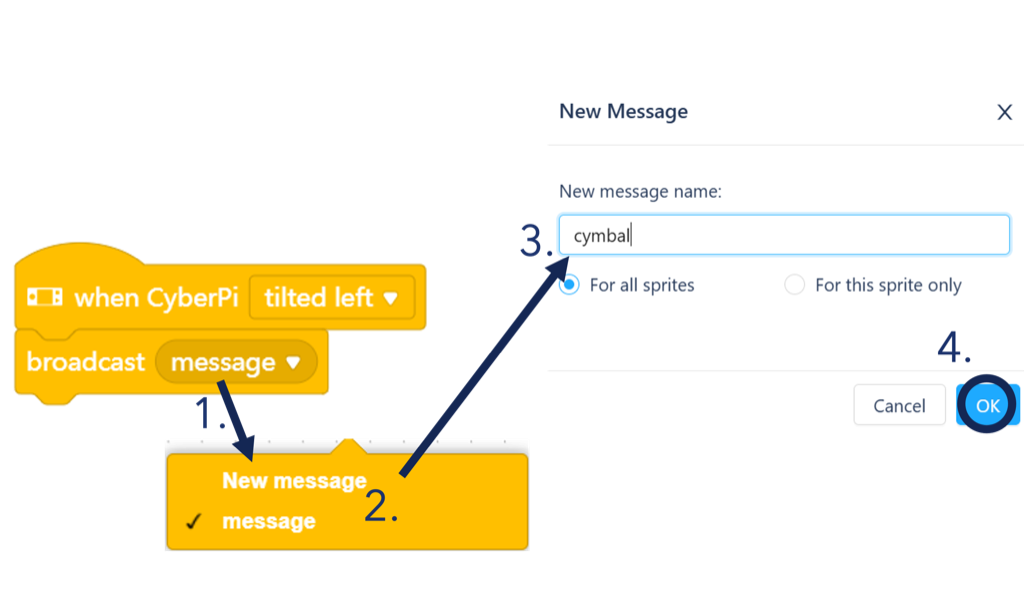 New Message
X
New message name:
3.
cymbal
For all sprites
For this sprite only
when CyberPi tilted left
broadcast message
4.
Cancel
OK
1.
New message
2.
message